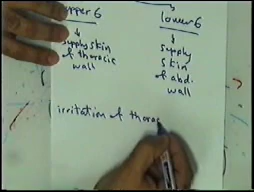 upper 6
lower 6
supply skin
of thoracic
wall
supply
skin
of abd.
wall
irritation of thorac